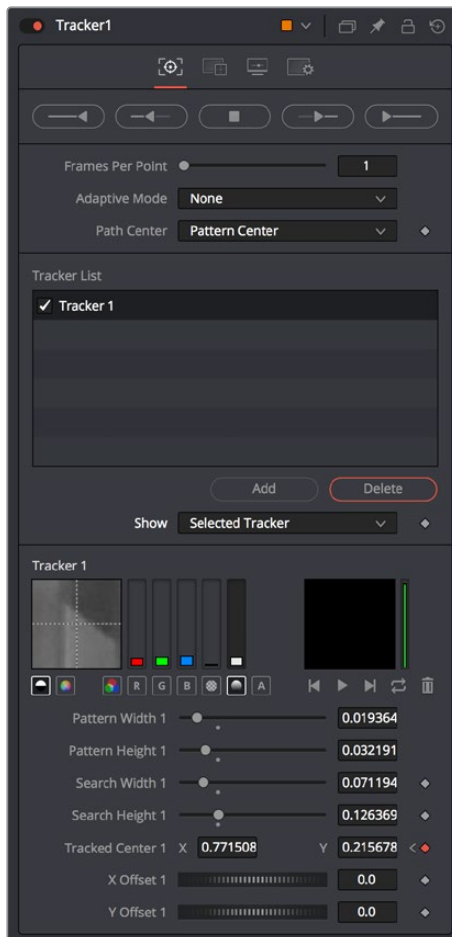 Tracker1
Frames Per Point 1
Adaptive Mode None
Path Center Pattern Center
Tracker List
Tracker 1
Add Delete
Show Selected Tracker
Tracker 1
R G B A
Pattern Width 1 0.019364
Pattern Height 1 0.032191
Search Width 1 0.071194
Search Height 1 0.126369
Tracked Center 1 X 0.771508 Y 0.215678
X Offset 1 0.0
Y Offset 1 0.0